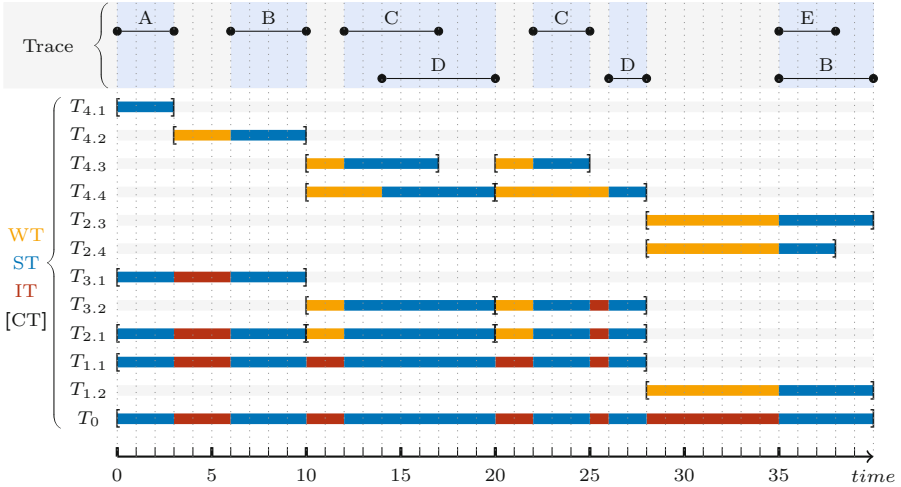 A B C C E
Trace
D D B
T4.1
T4.2
T4.3
T4.4
T2.3
WT
T2.4
ST
T3.1
IT
T3.2
[CT]
T2.1
T1.1
T1.2
T0
0 5 10 15 20 25 30 35 time